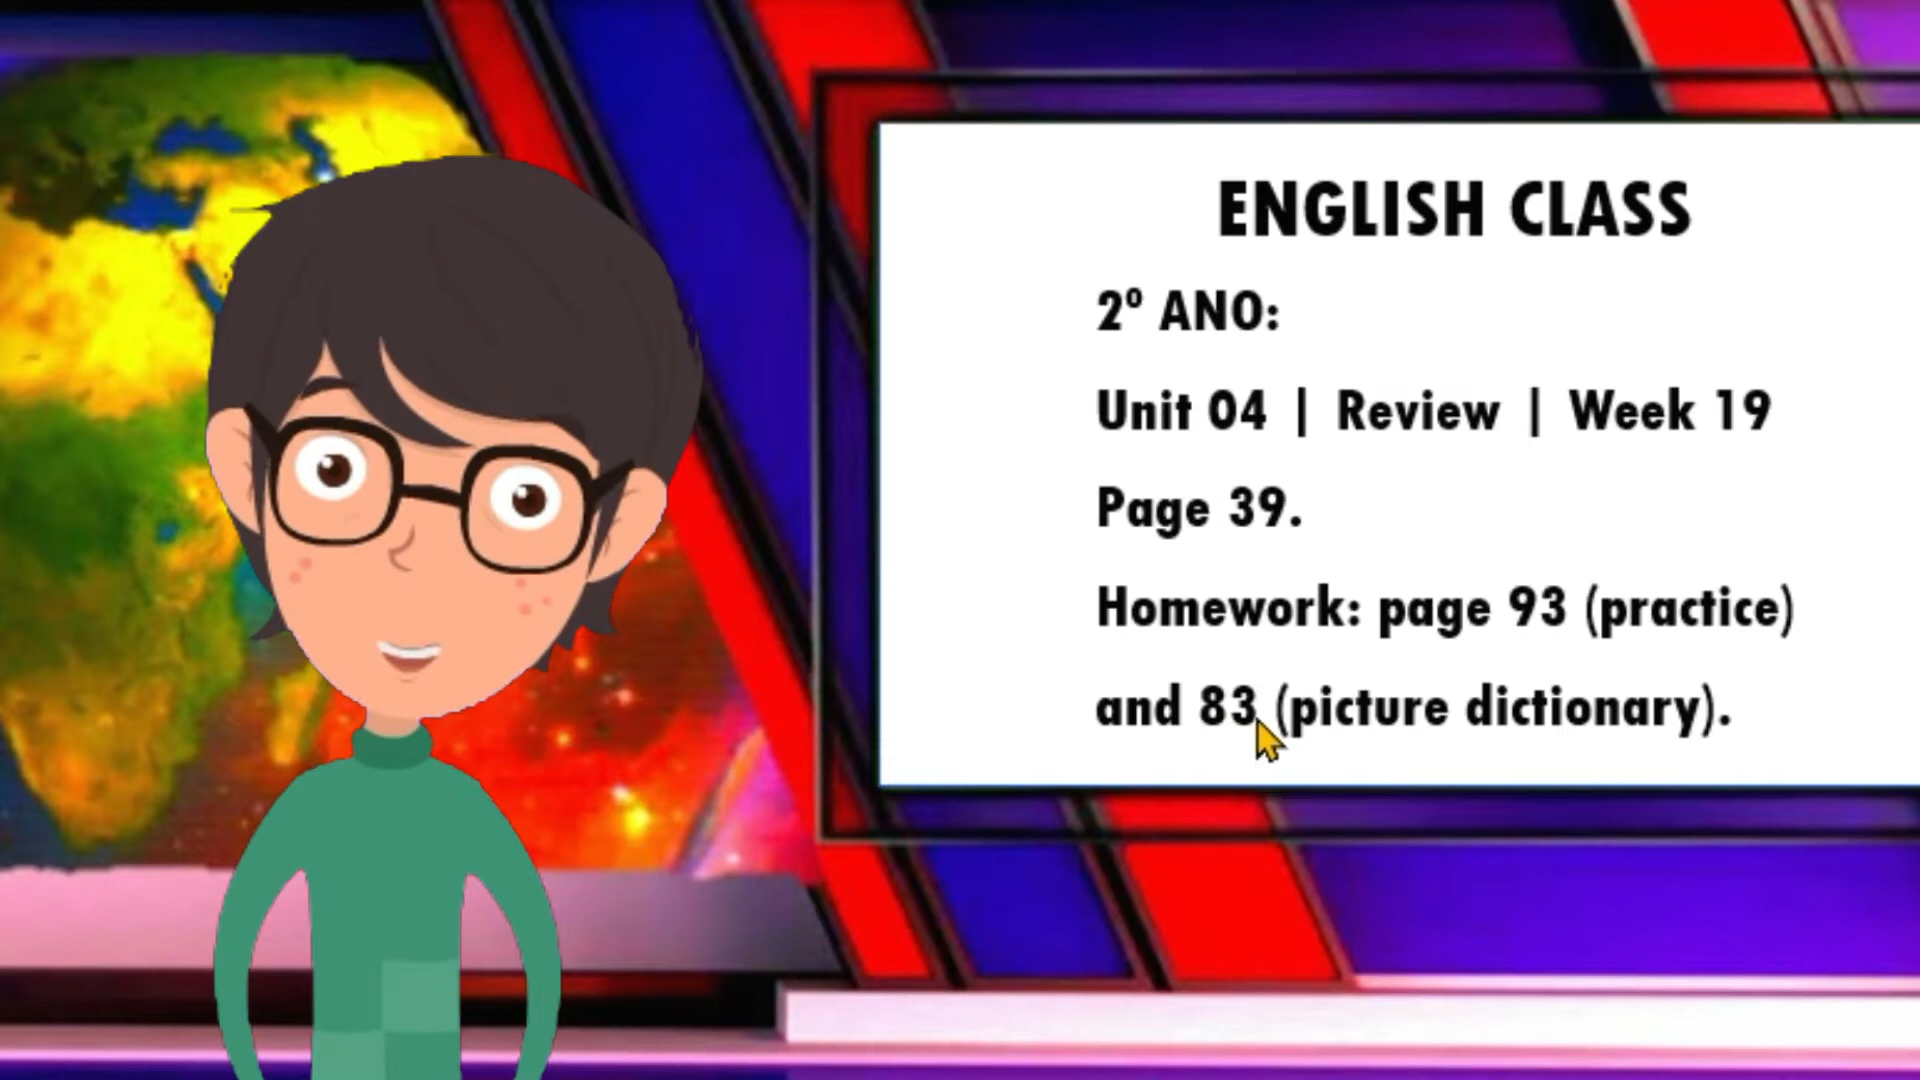 ENGLISH CLASS
2º ANO:
Unit 04 | Review | Week 19
Page 39.
Homework: page 93 (practice)
and 83 (picture dictionary).